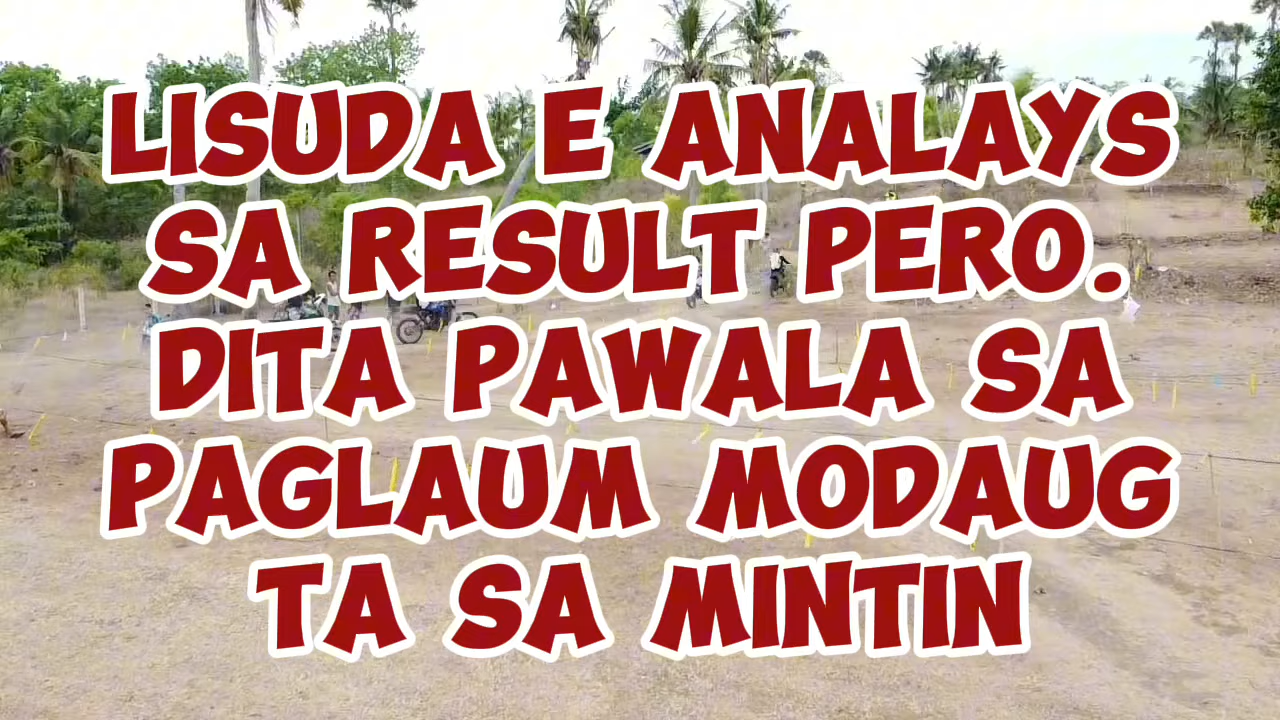 LISUDA E ANALAYS
SA RESULT PERO.
DITA PAWALA SA
PAGLAUM MODAUG
TA SA MINTIN